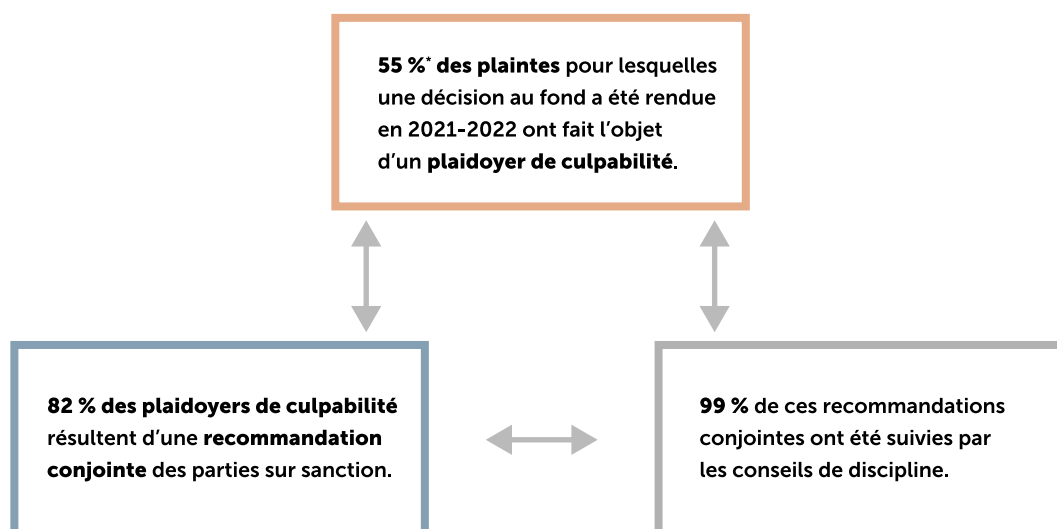 55 %* des plaintes pour lesquelles
une décision au fond a été rendue
en 2021-2022 ont fait l’objet
d’un plaidoyer de culpabilité.
82 % des plaidoyers de culpabilité
résultent d’une recommandation
conjointe des parties sur sanction.
99 % de ces recommandations
conjointes ont été suivies par
les conseils de discipline.